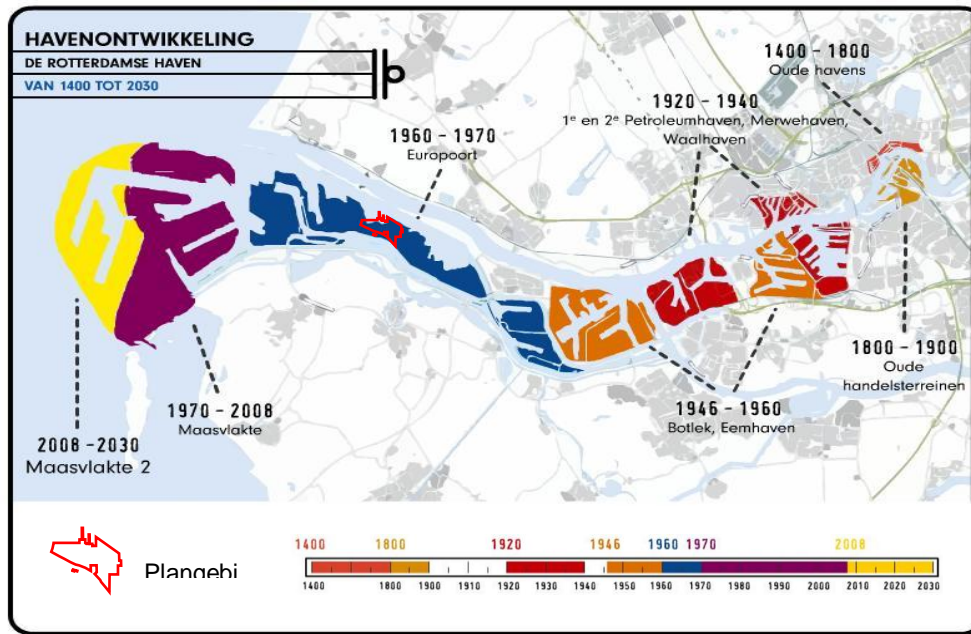 HAVENONTWIKKELING
DE ROTTERDAMSE HAVEN
VAN 1400 TOT 2030
1400 – 1800
Oude havens
1920 – 1940
1e en 2e Petroleumhaven, Merwehaven,
Waalhaven
1960 – 1970
Europoort
1800 – 1900
Oude
handelsterreinen
1970 – 2008
Maasvlakte
1946 – 1960
Botlek, Eemhaven
2008 –2030
Maasvlakte 2
Plangebi
1400 1800 1920 1946 1960 1970 2008
1400 1800 1900 1910 1920 1930 1940 1950 1960 1970 1980 1990 2000 2010 2020 2030